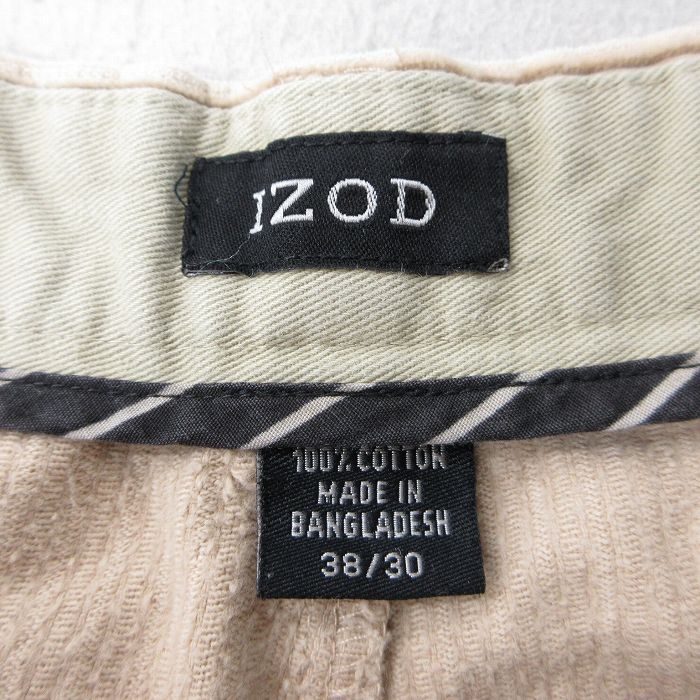 IZOD
100% COTTON
MADE IN
BANGLADESH
38/30